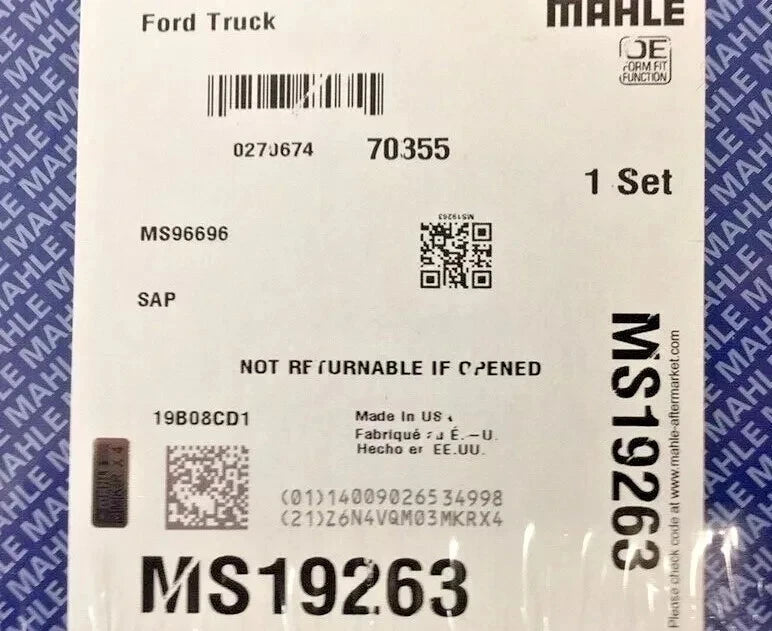 Ford Truck
MAHLE
OE
FORM FIT
FUNCTION
0270674 70355
1 Set
MS96696
MS19263
SAP
NOT RETURNABLE IF OPENED
19B08CD1
Made In US
Fabriqué É.-U.
Hecho en EE.UU.
(01)14009026534998
(21)Z6N4VQM03MKRX4
MS19263
MS19263
Please check code at www.mahle-aftermarket.com